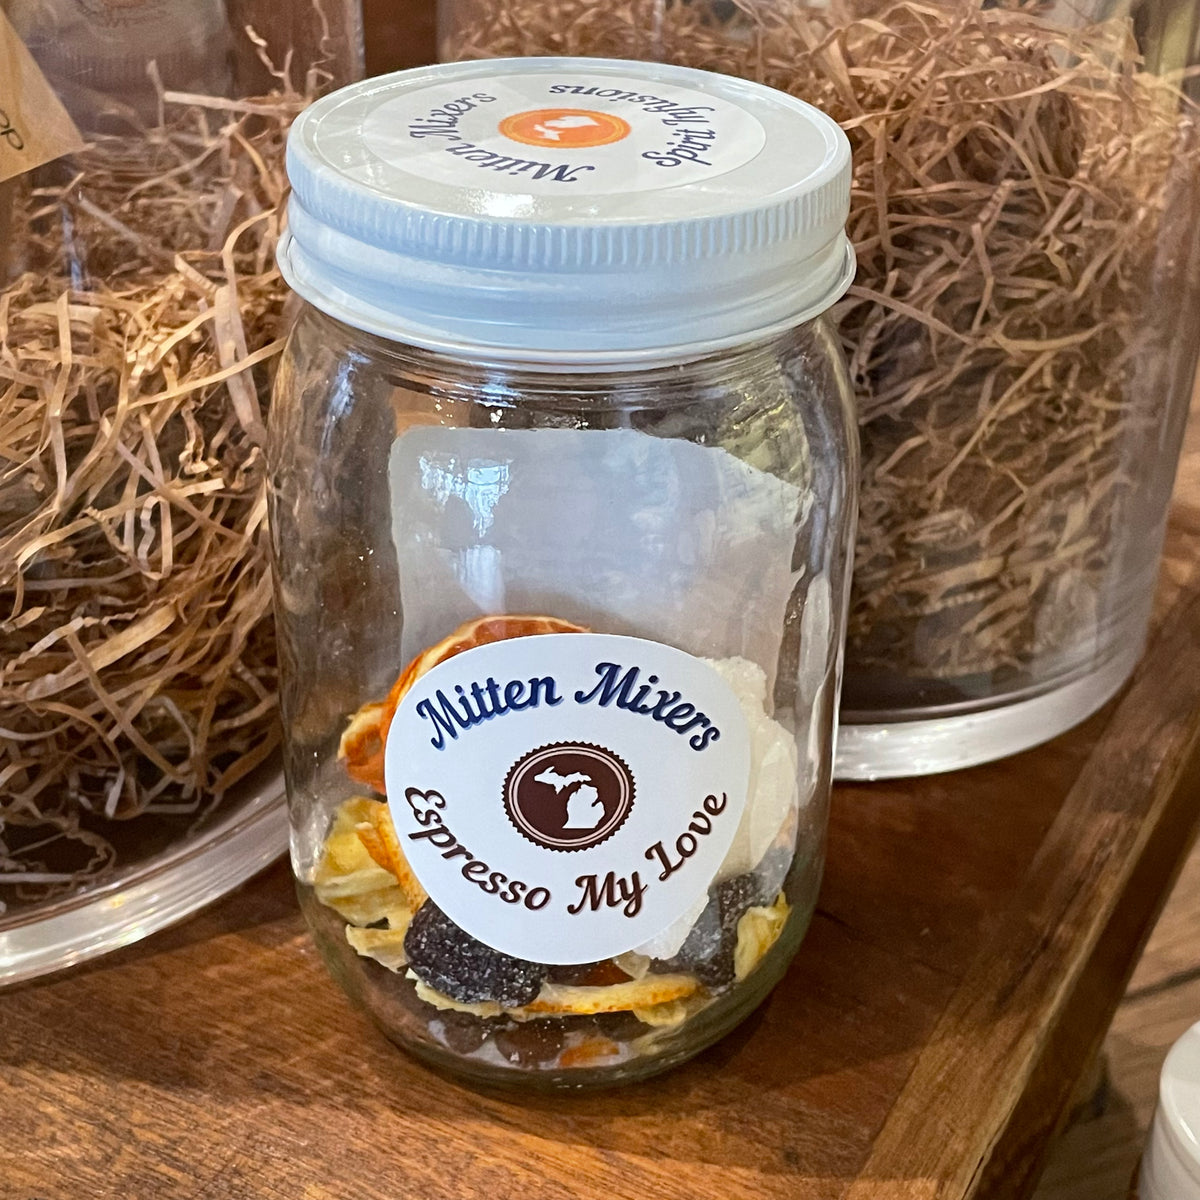 Mitten Mixers
Spirit Infusions
Mitten Mixers
Espresso My Love